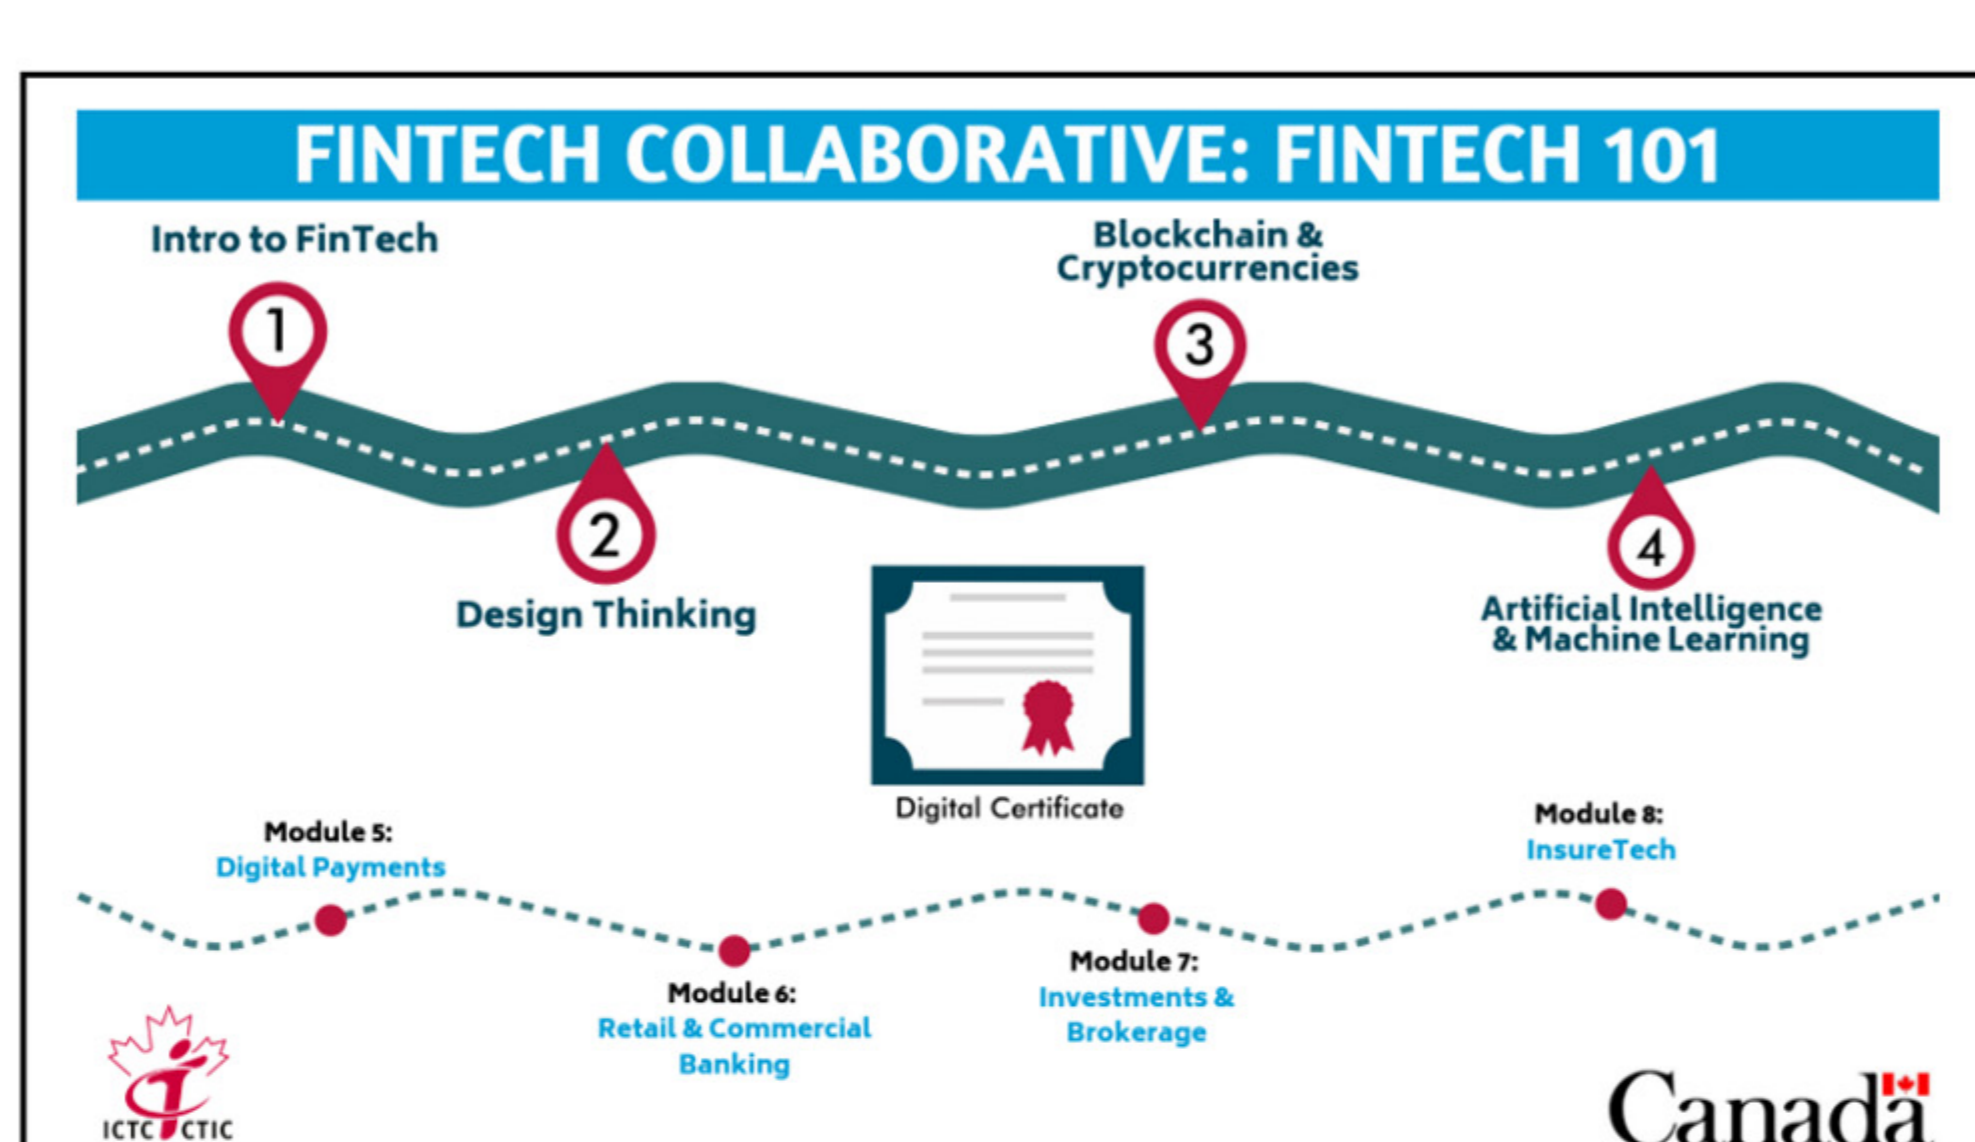 FINTECH COLLABORATIVE: FINTECH 101
Intro to FinTech
1
Blockchain &
Cryptocurrencies
3
2
Design Thinking
4
Artificial Intelligence
& Machine Learning
Digital Certificate
Module 5:
Digital Payments
Module 6:
Retail & Commercial
Banking
Module 7:
Investments &
Brokerage
Module 8:
InsureTech
ICTC CTIC
Canada